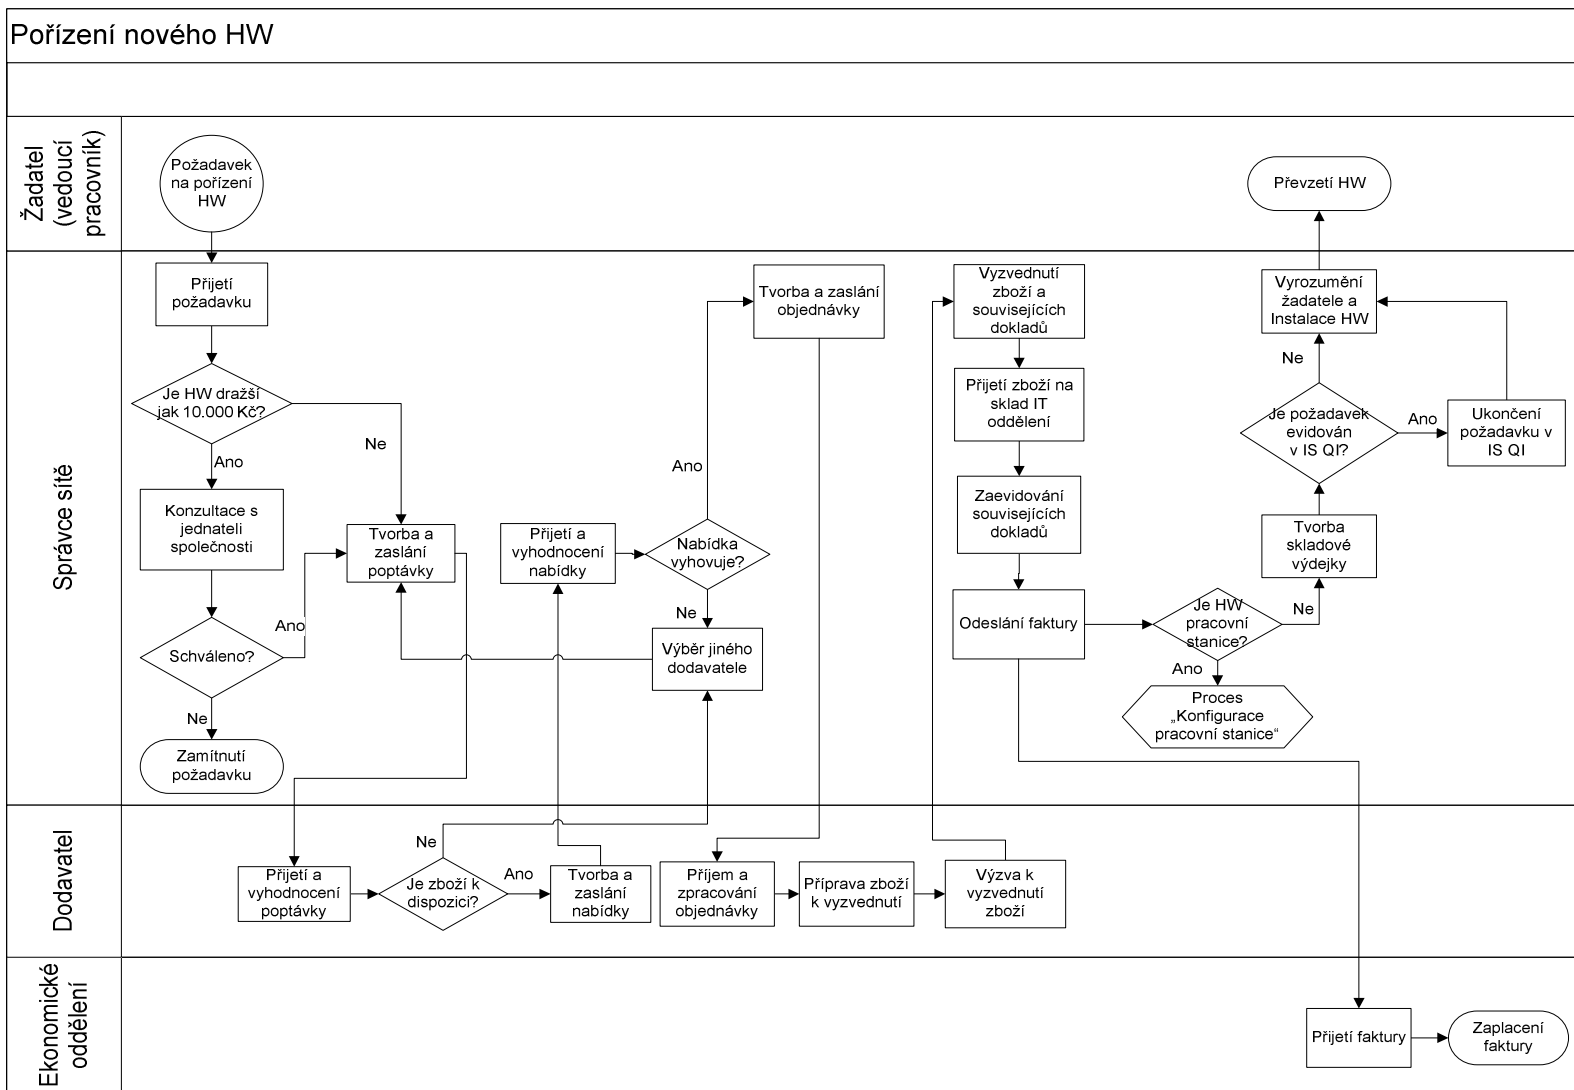 Pořízení nového HW
Žadatel
(vedoucí
pracovník)
Požadavek
na pořízení
HW
Převzetí HW
Správce sítě
Přijetí
požadavku
Je HW dražší
jak 10.000 Kč?
Ne
Ano
Konzultace s
jednateli
společnosti
Schváleno?
Ano
Ne
Zamítnutí
požadavku
Tvorba a
zaslání
poptávky
Přijetí a
vyhodnocení
nabídky
Nabídka
vyhovuje?
Ano
Ne
Výběr jiného
dodavatele
Tvorba a zaslání
objednávky
Vyzvednutí
zboží a
souvisejících
dokladů
Přijetí zboží na
sklad IT
oddělení
Zaevidování
souvisejících
dokladů
Odeslání faktury
Je HW
pracovní
stanice?
Ne
Ano
Proces
„Konfigurace
pracovní stanice“
Tvorba
skladové
výdejky
Je požadavek
evidován
v IS QI?
Ne
Ano
Ukončení
požadavku v
IS QI
Vyrozumění
žadatele a
Instalace HW
Dodavatel
Přijetí a
vyhodnocení
poptávky
Je zboží k
dispozici?
Ne
Ano
Tvorba a
zaslání
nabídky
Příjem a
zpracování
objednávky
Příprava zboží
k vyzvednutí
Výzva k
vyzvednutí
zboží
Ekonomické
oddělení
Přijetí faktury
Zaplacení
faktury